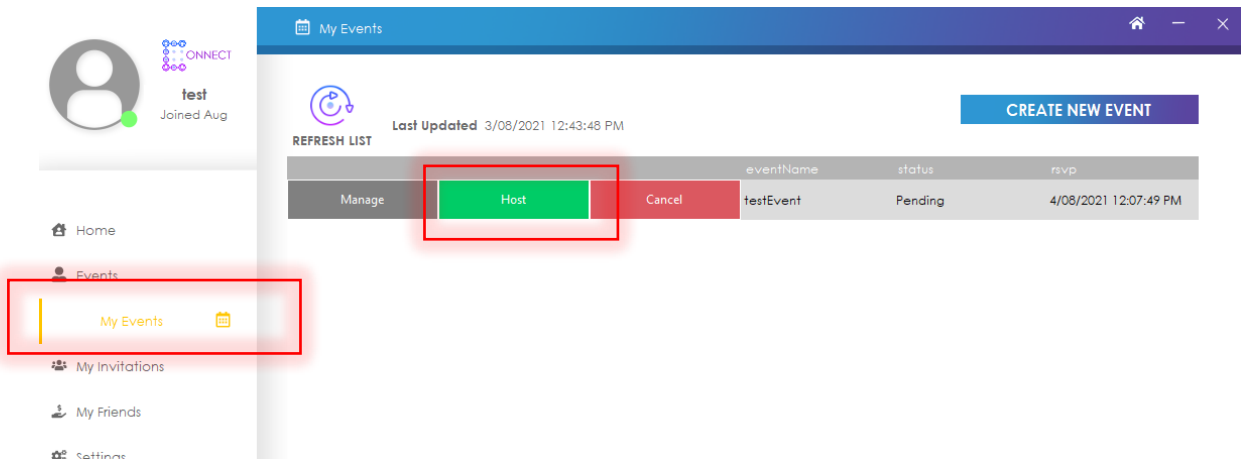 ONNECT
test
Joined Aug
Home
Events
My Events
My Invitations
My Friends
Settings
My Events
REFRESH LIST
Last Updated 3/08/2021 12:43:48 PM
CREATE NEW EVENT
eventName status rsvp
Manage Host Cancel testEvent Pending 4/08/2021 12:07:49 PM